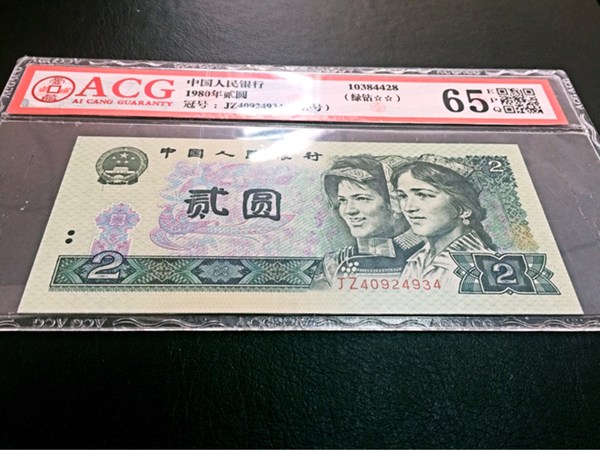 ACG
AI CANG GUARANTY
中国人民银行
1980年贰圆
冠号：JZ40924934 号）
10384428
（绿钻☆☆）
65
E
P
Q
中国人民银行
贰圆
2
2
2
JZ40924934